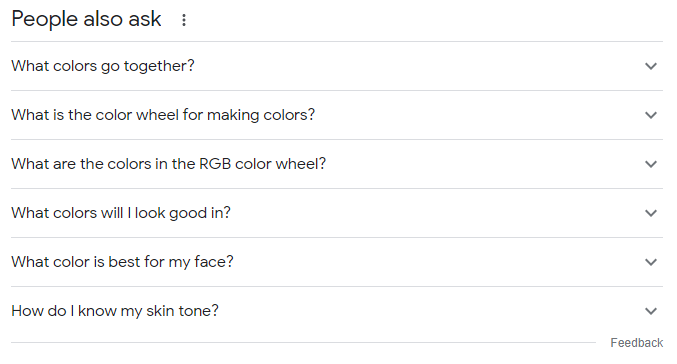 People also ask
What colors go together?
What is the color wheel for making colors?
What are the colors in the RGB color wheel?
What colors will I look good in?
What color is best for my face?
How do I know my skin tone?
Feedback